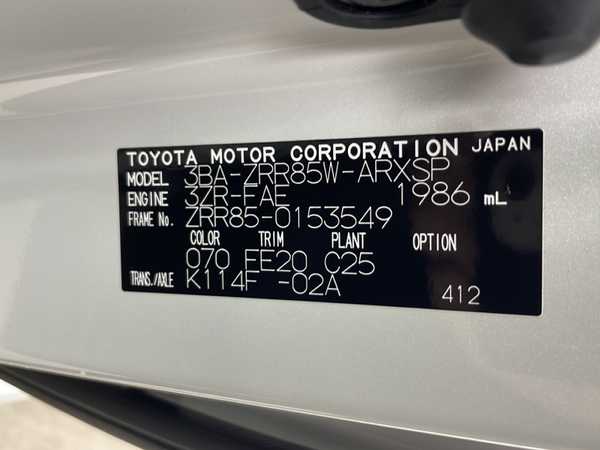 TOYOTA MOTOR CORPORATION JAPAN
MODEL 3BA-ZRR85W-ARXSP
ENGINE 3ZR-FAE 1986 mL
FRAME No. ZRR85-0153549
COLOR TRIM PLANT OPTION
070 FE20 C25
TRANS./AXLE K114F -02A
412